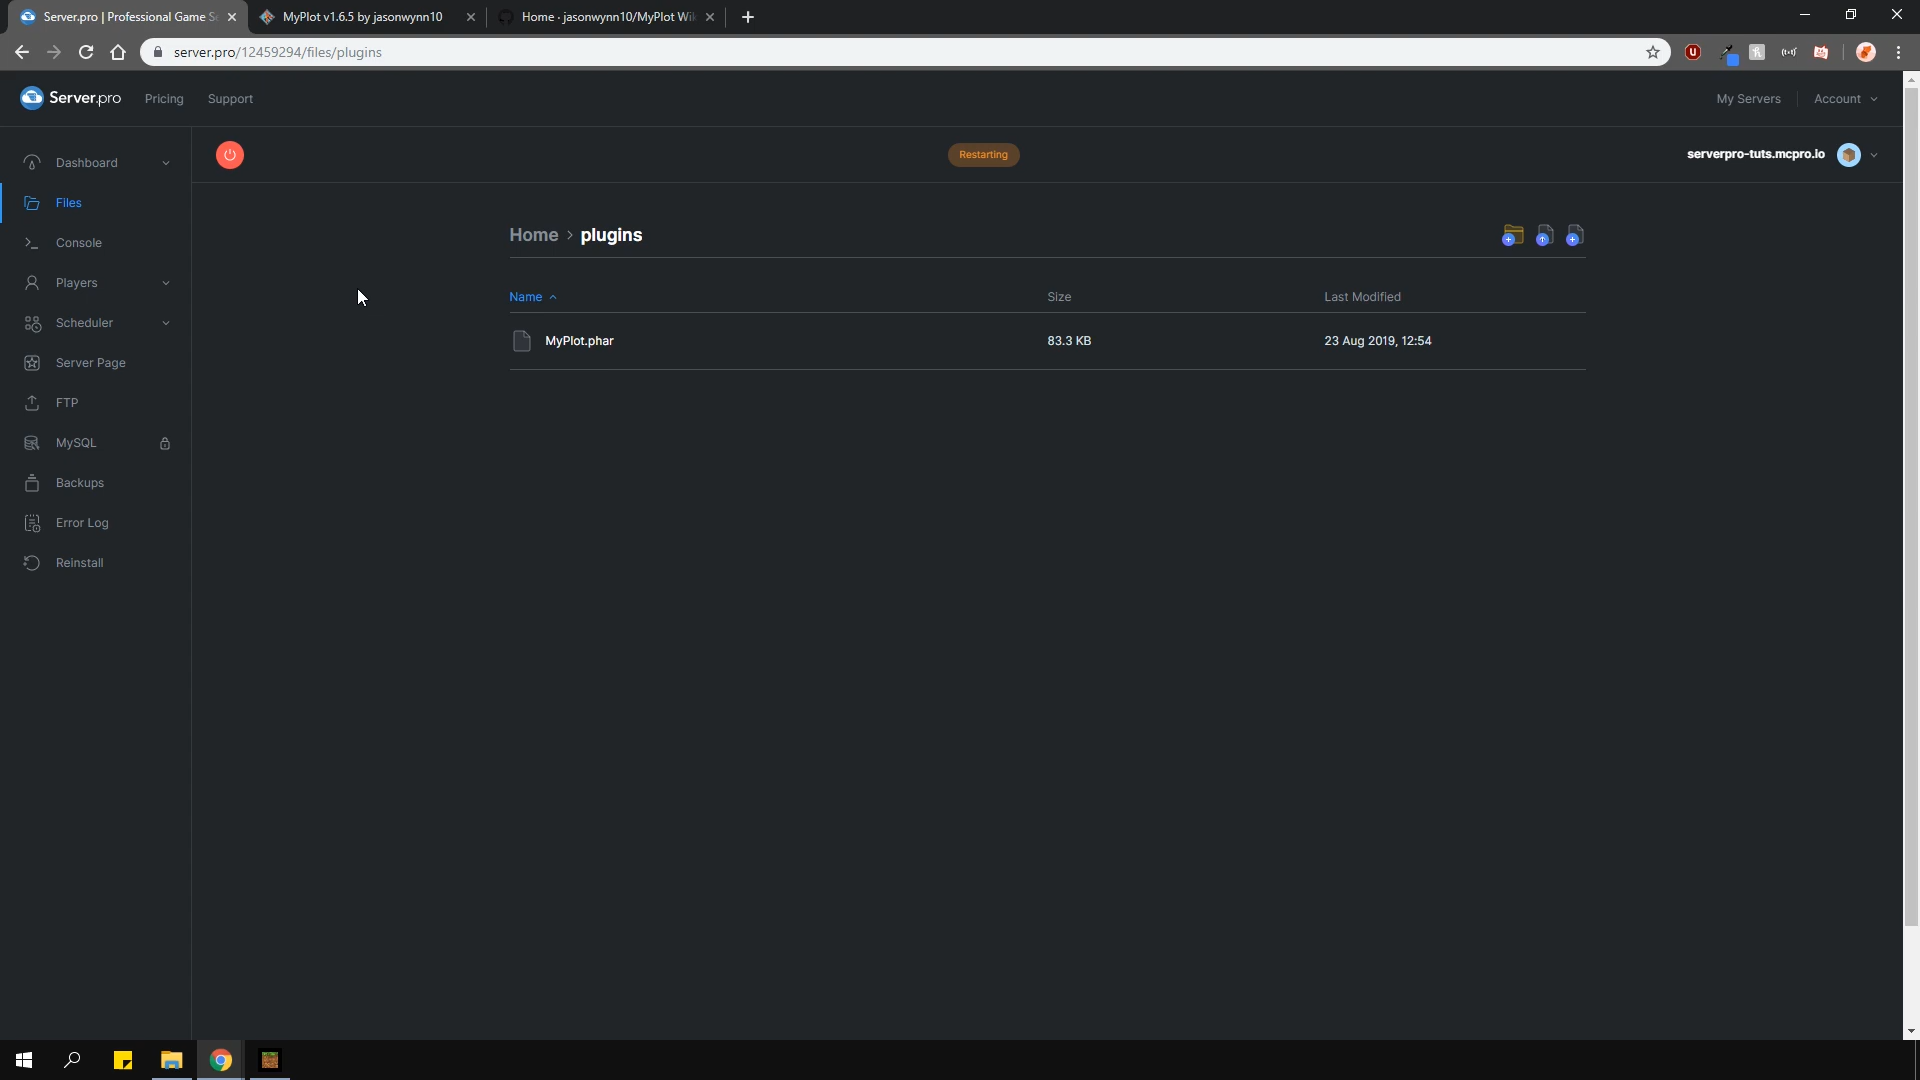 Server.pro | Professional Game S
MyPlot v1.6.5 by jasonwynn10
Home · jasonwynn10/MyPlot Wik
server.pro/12459294/files/plugins
Server.pro
Pricing
Support
My Servers
Account
Dashboard
Restarting
serverpro-tuts.mcpro.io
Files
Console
Players
Scheduler
Server Page
FTP
MySQL
Backups
Error Log
Reinstall
Home > plugins
Name
Size
Last Modified
MyPlot.phar
83.3 KB
23 Aug 2019, 12:54